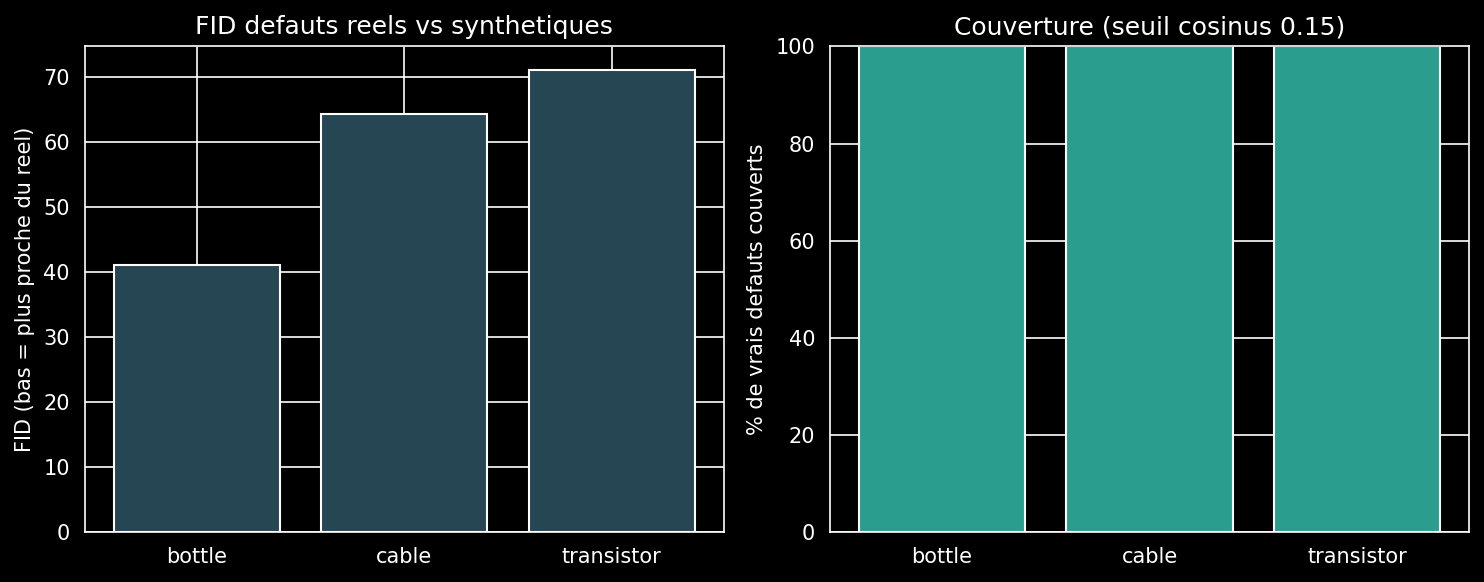 FID defauts reels vs synthetiques
FID (bas = plus proche du reel)
70
60
50
40
30
20
10
0
bottle cable transistor
Couverture (seuil cosinus 0.15)
% de vrais defauts couverts
100
80
60
40
20
0
bottle cable transistor